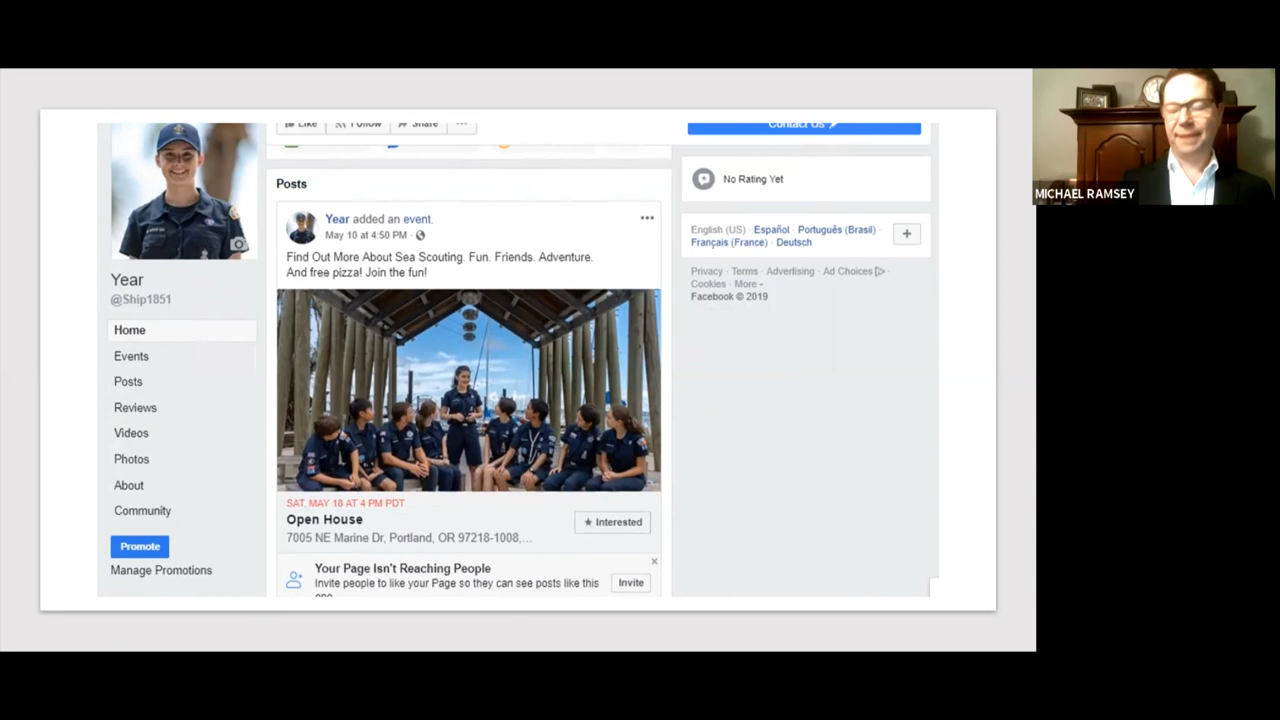 Like Follow Share ...
Contact Us
Posts
Year added an event.
May 10 at 4:50 PM ·
Find Out More About Sea Scouting. Fun. Friends. Adventure.
And free pizza! Join the fun!
SAT, MAY 18 AT 4 PM PDT
Open House
7005 NE Marine Dr, Portland, OR 97218-1008,...
Interested
Your Page Isn't Reaching People
Invite people to like your Page so they can see posts like this
one
Invite
Year
@Ship1851
Home
Events
Posts
Reviews
Videos
Photos
About
Community
Promote
Manage Promotions
No Rating Yet
English (US) · Español · Português (Brasil) ·
Français (France) · Deutsch
Privacy · Terms · Advertising · Ad Choices ·
Cookies · More
Facebook © 2019
MICHAEL RAMSEY